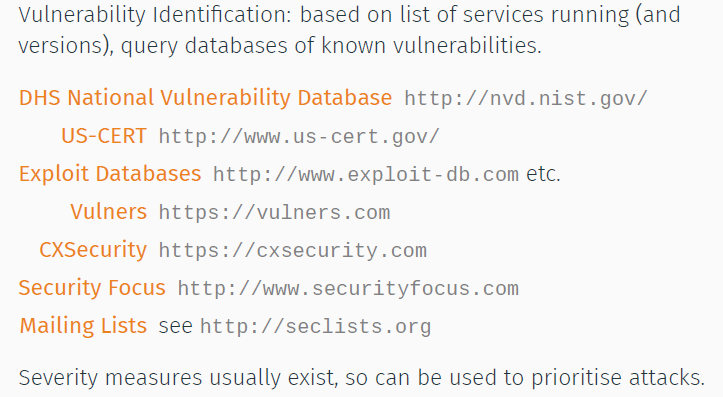 Vulnerability Identification: based on list of services running (and
versions), query databases of known vulnerabilities.
DHS National Vulnerability Database http://nvd.nist.gov/
US-CERT http://www.us-cert.gov/
Exploit Databases http://www.exploit-db.com etc.
Vulners https://vulners.com
CXSecurity https://cxsecurity.com
Security Focus http://www.securityfocus.com
Mailing Lists see http://seclists.org
Severity measures usually exist, so can be used to prioritise attacks.